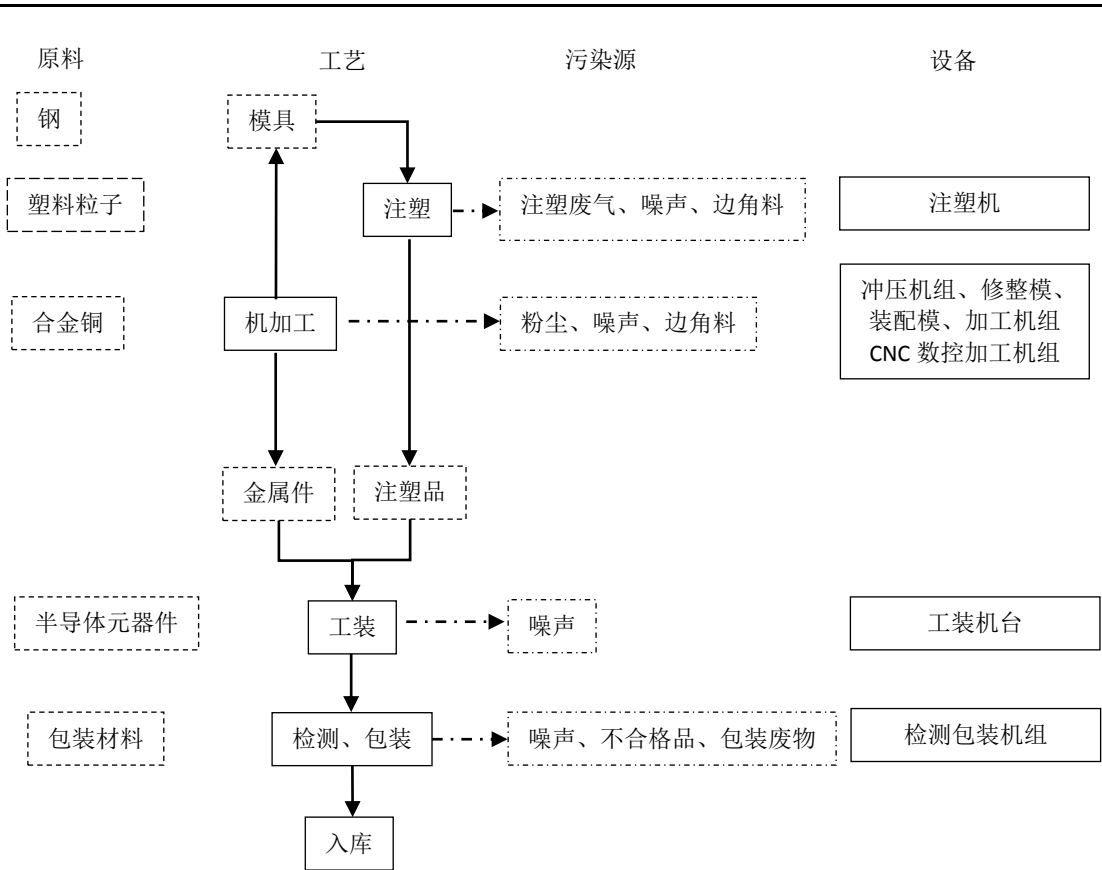 原料
工艺
污染源
设备
钢
模具
塑料粒子
注塑
注塑废气、噪声、边角料
注塑机
合金铜
机加工
粉尘、噪声、边角料
冲压机组、修整模、
装配模、加工机组
CNC 数控加工机组
金属件
注塑品
半导体元器件
工装
噪声
工装机台
包装材料
检测、包装
噪声、不合格品、包装废物
检测包装机组
入库